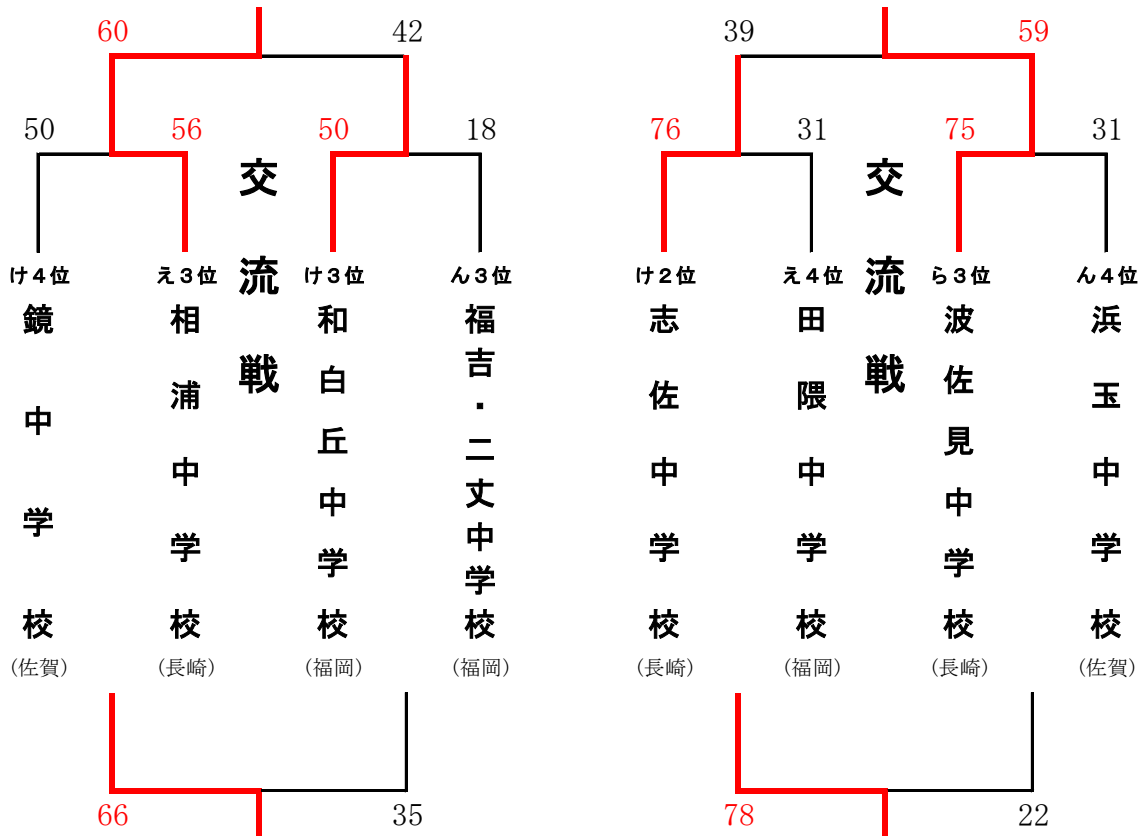 60 42 39 59
50 56 50 18 76 31 75 31
交流戦
交流戦
け4位 え3位 け3位 ん3位 け2位 え4位 ら3位 ん4位
鏡中学校
相浦中学校
和白丘中学校
福吉・二丈中学校
志佐中学校
田隈中学校
波佐見中学校
浜玉中学校
(佐賀) (長崎) (福岡) (福岡) (長崎) (福岡) (長崎) (佐賀)
66 35 78 22